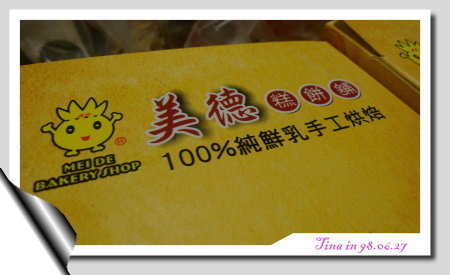 美德 糕餅舖
100%純鮮乳手工烘焙
®
MEI DE
BAKERY SHOP
Tina in 98.06.27